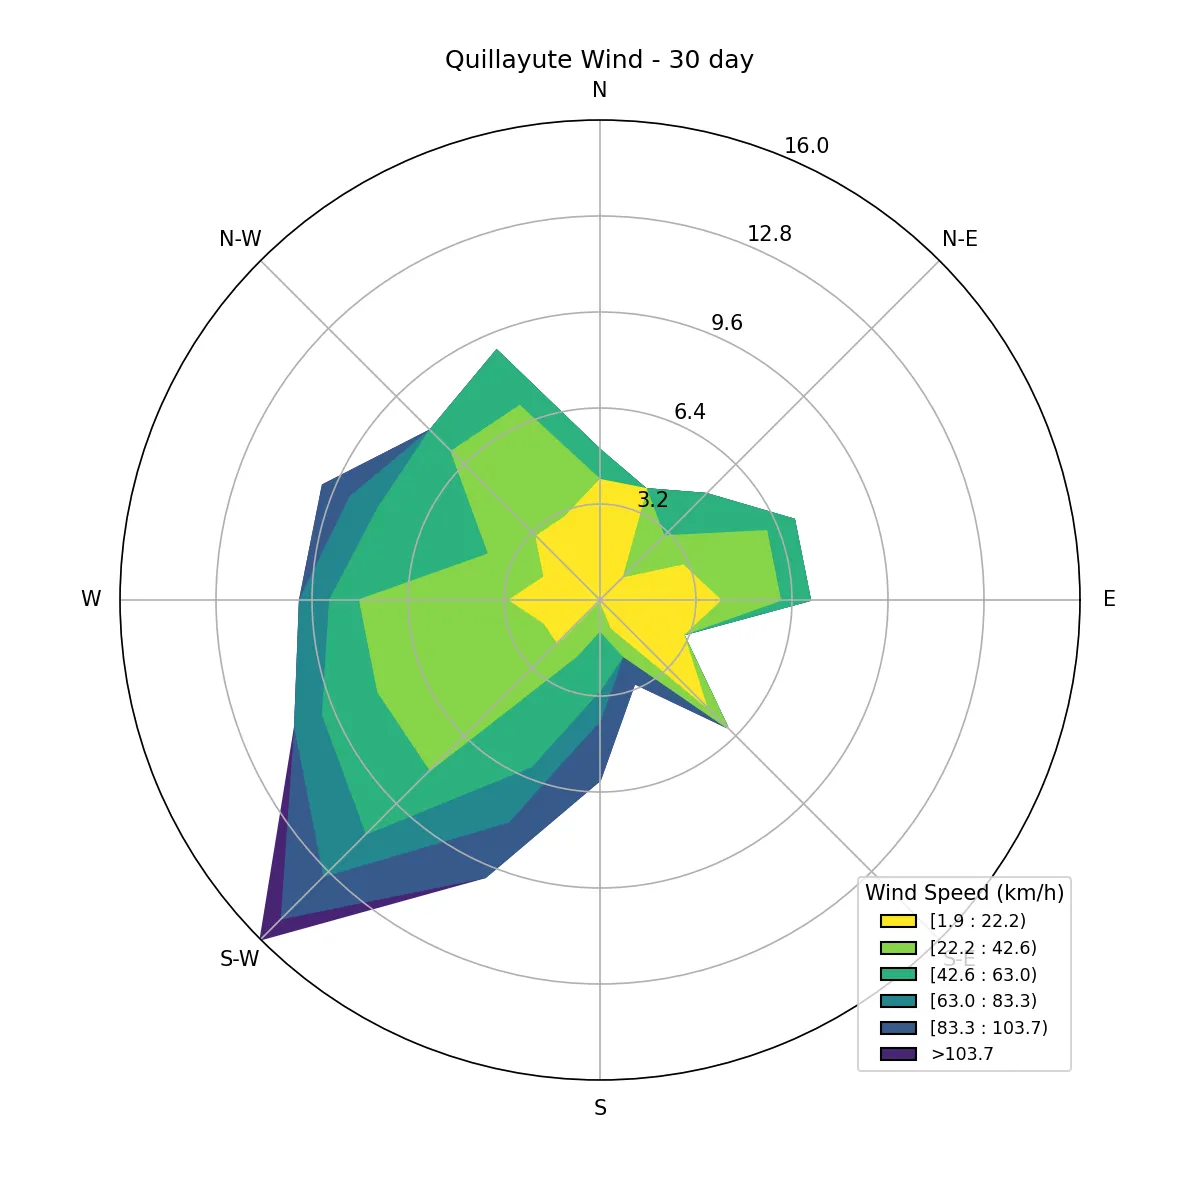 Quillayute Wind - 30 day
N
16.0
12.8
N-W
N-E
9.6
6.4
3.2
W
E
Wind Speed (km/h)
[1.9 : 22.2)
[22.2 : 42.6)
S-W
S-E
[42.6 : 63.0)
[63.0 : 83.3)
[83.3 : 103.7)
>103.7
S